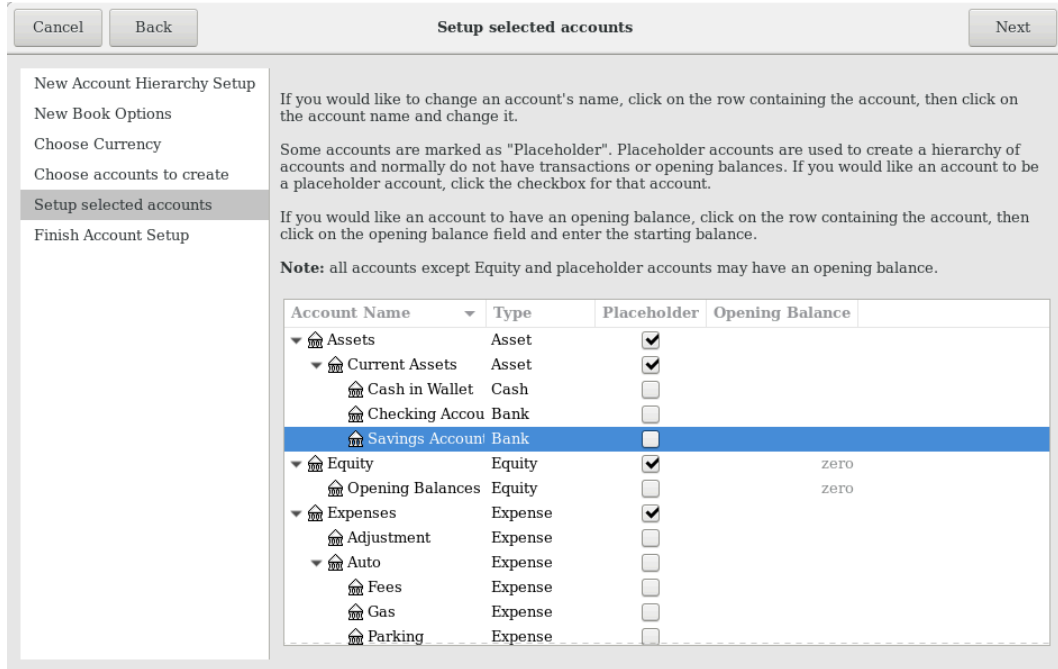 Cancel
Back
Setup selected accounts
Next
New Account Hierarchy Setup
New Book Options
Choose Currency
Choose accounts to create
Setup selected accounts
Finish Account Setup
If you would like to change an account's name, click on the row containing the account, then click on
the account name and change it.
Some accounts are marked as "Placeholder". Placeholder accounts are used to create a hierarchy of
accounts and normally do not have transactions or opening balances. If you would like an account to be
a placeholder account, click the checkbox for that account.
If you would like an account to have an opening balance, click on the row containing the account, then
click on the opening balance field and enter the starting balance.
Note: all accounts except Equity and placeholder accounts may have an opening balance.
Account Name Type Placeholder Opening Balance
Assets Asset
Current Assets Asset
Cash in Wallet Cash
Checking Accou Bank
Savings Account Bank
Equity Equity zero
Opening Balances Equity zero
Expenses Expense
Adjustment Expense
Auto Expense
Fees Expense
Gas Expense
Parking Expense